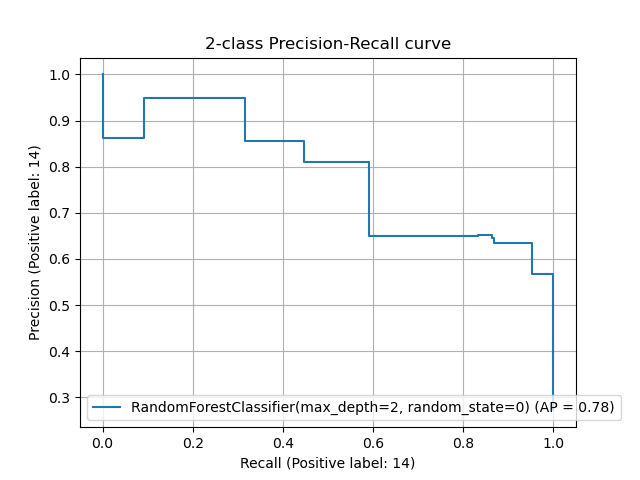 2-class Precision-Recall curve
1.0
0.9
0.8
0.7
0.6
0.5
0.4
0.3
Precision (Positive label: 14)
RandomForestClassifier(max_depth=2, random_state=0) (AP = 0.78)
0.0 0.2 0.4 0.6 0.8 1.0
Recall (Positive label: 14)